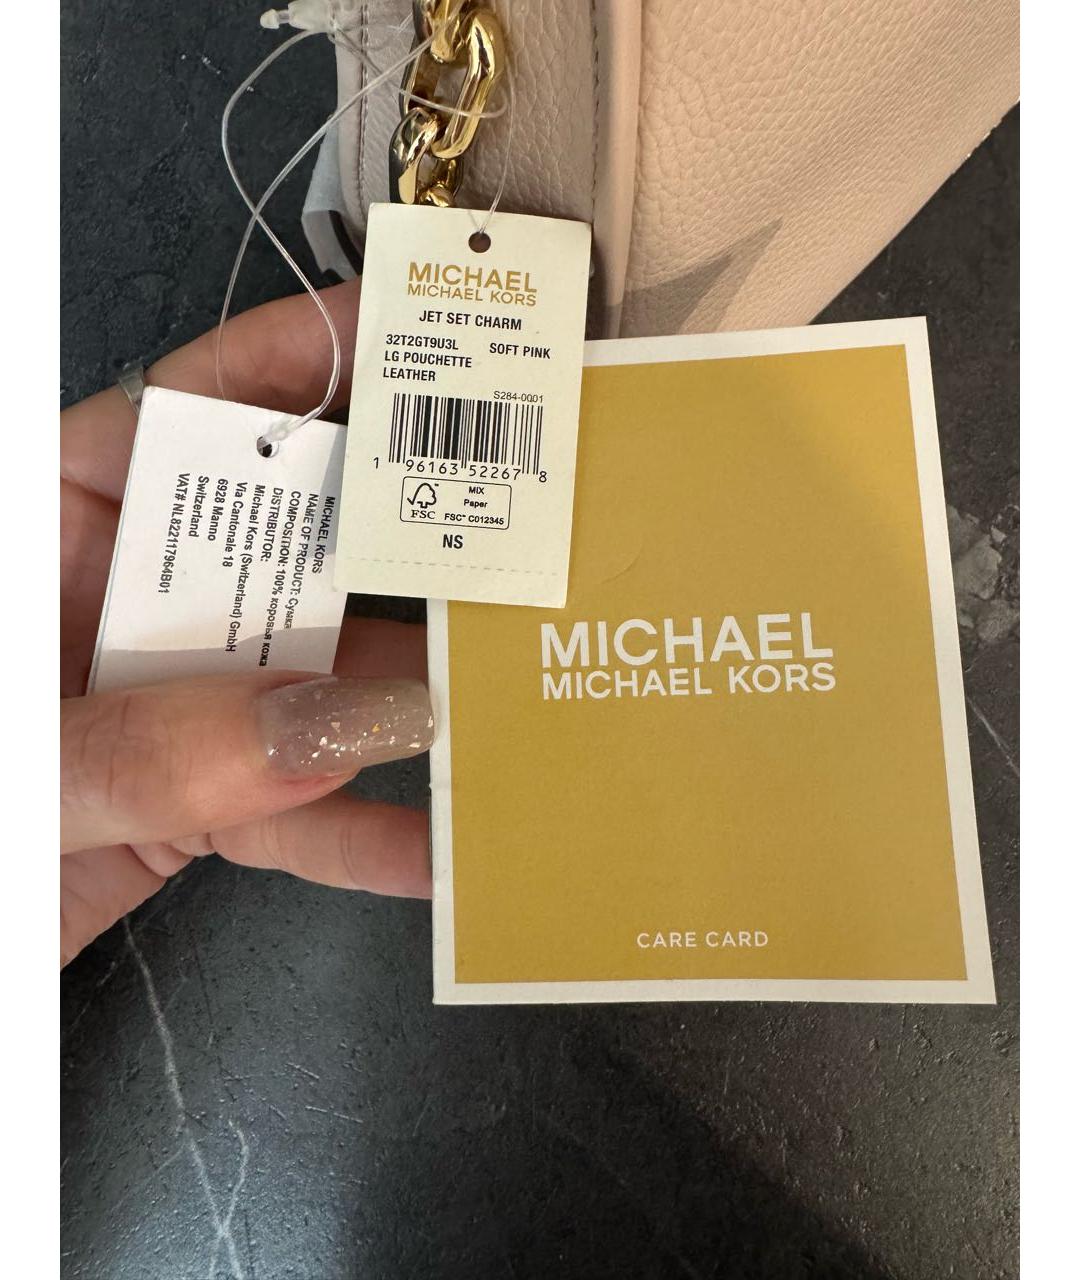 MICHAEL
MICHAEL KORS
JET SET CHARM
32T2GT9U3L SOFT PINK
LG POUCHETTE
LEATHER
S284-0001
1 96163 52267 8
FSC
MIX
Paper
FSC™ C012345
NS
MICHAEL KORS
NAME OF PRODUCT: Сумка
COMPOSITION: 100% коровья кожа
DISTRIBUTOR:
Michael Kors (Switzerland) GmbH
Via Cantonale 18
6928 Manno
Switzerland
VAT# NL822117964B01
MICHAEL
MICHAEL KORS
CARE CARD